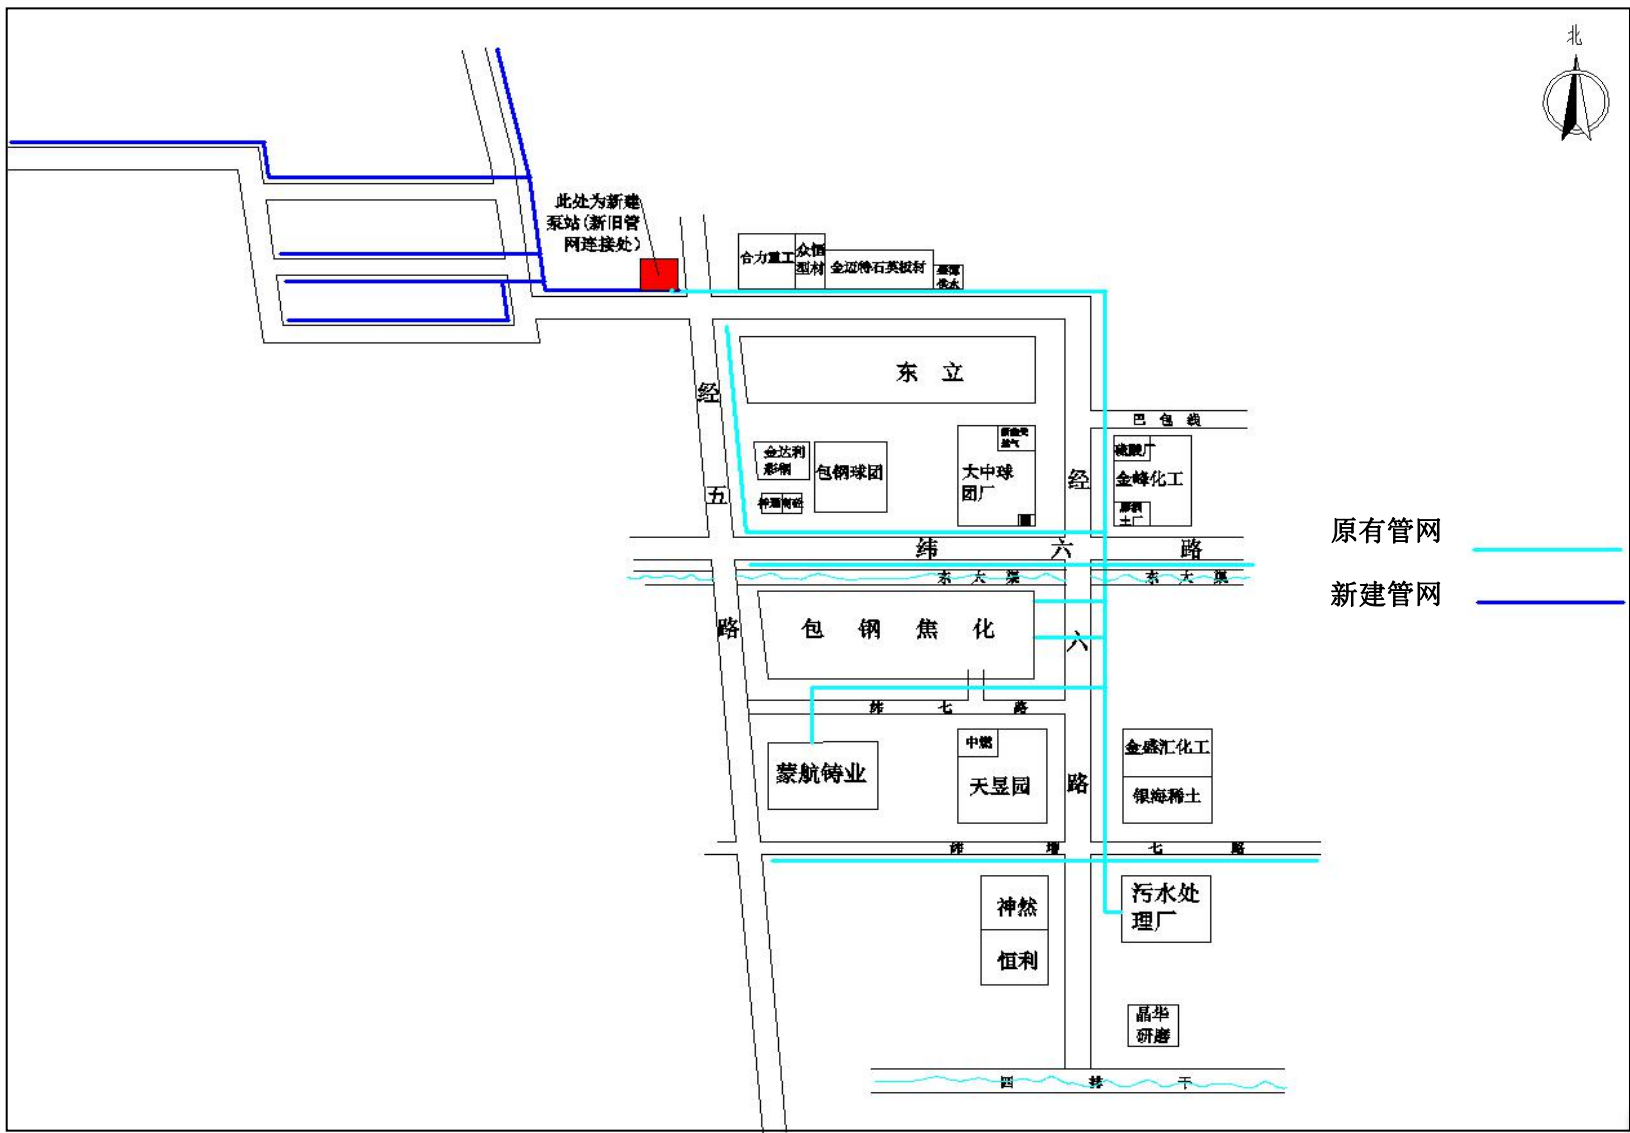 北
此处为新建
泵站(新旧管
网连接处)
合力重工
众恒
型材
金迈特石英板材
供水
东 立
经 五 路
巴 包 线
金达利
彩钢
包钢球团
大中球
团厂
硫酸厂
金峰化工
经 六 路
纬 六 路
东 大 渠
东 大 渠
原有管网
新建管网
包 钢 焦 化
纬 七 路
蒙航铸业
中燃
天昱园
金盛汇化工
银海稀土
纬 增 七 路
神然
恒利
污水处
理厂
晶华
研磨
四 干